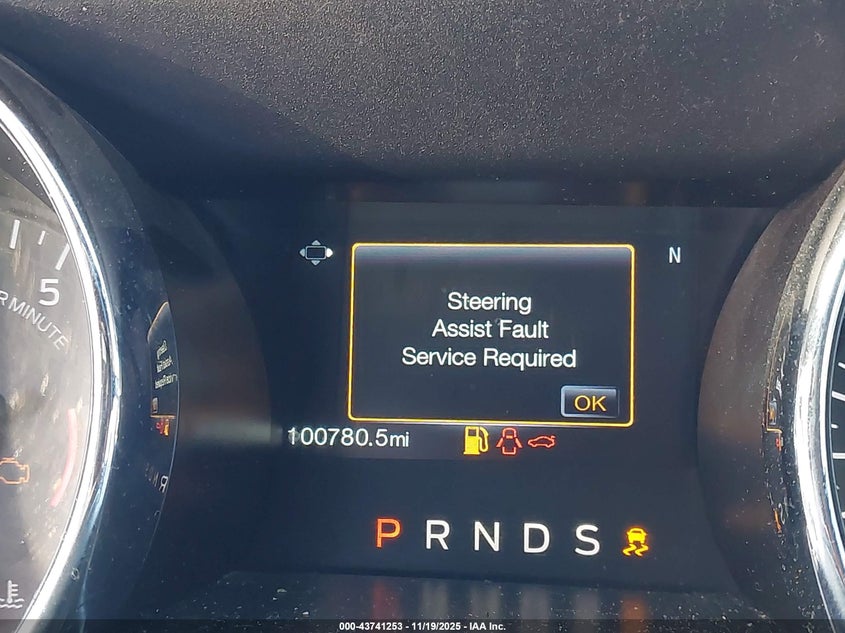 5
R MINUTE
N
Steering
Assist Fault
Service Required
OK
100780.5mi
P R N D S
000-43741253 - 11/19/2025 - IAA Inc.